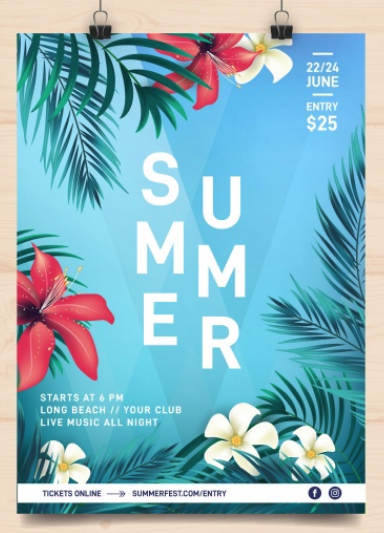 22/24
JUNE
ENTRY
$25
SUMMER
STARTS AT 6 PM
LONG BEACH // YOUR CLUB
LIVE MUSIC ALL NIGHT
TICKETS ONLINE SUMMERFEST.COM/ENTRY